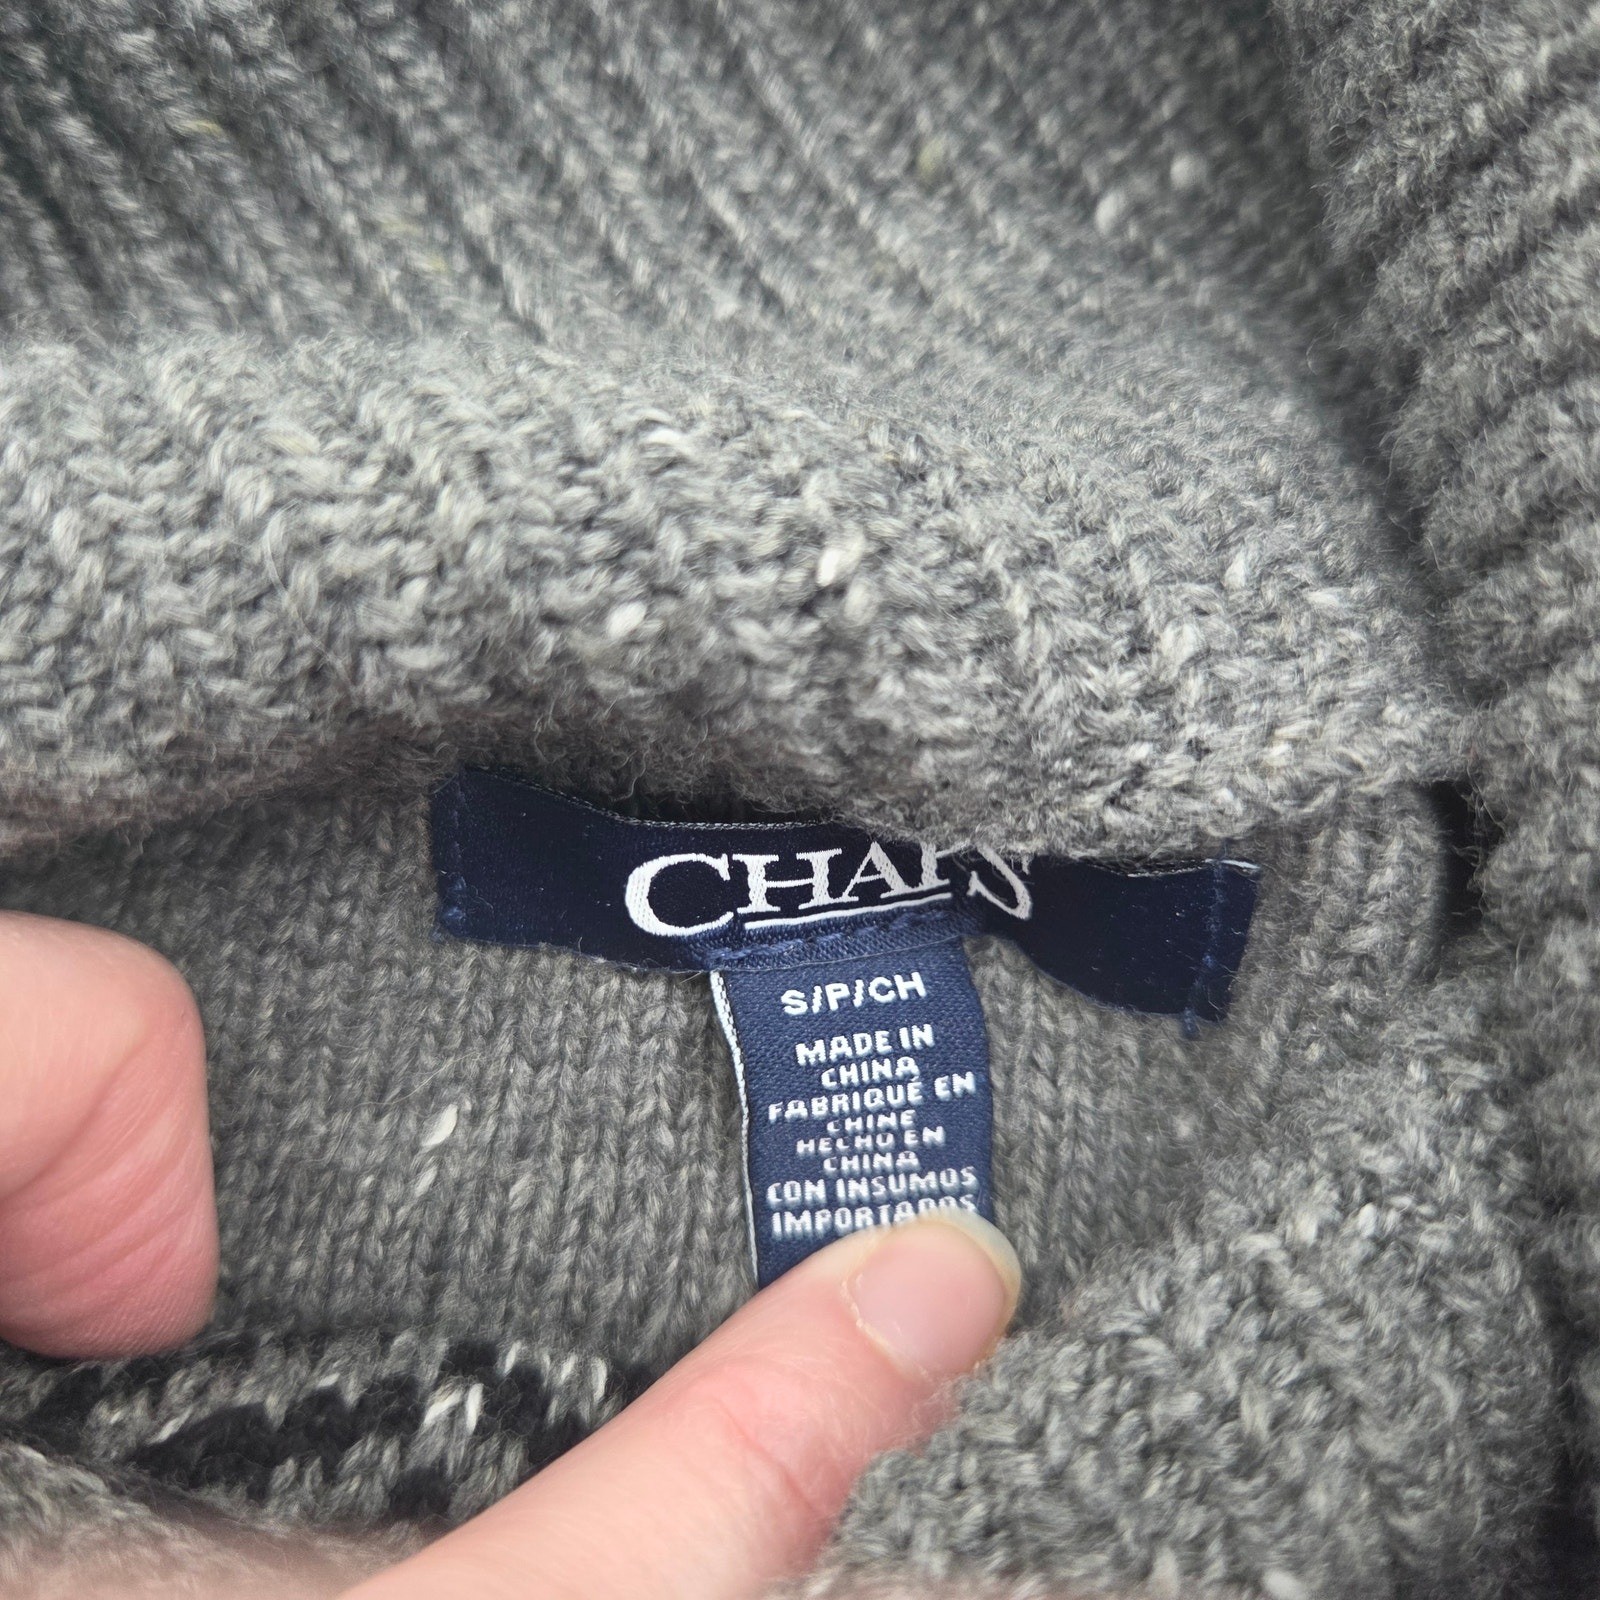 CHAPS
S/P/CH
MADE IN
CHINA
FABRIQUÉ EN
CHINE
HECHO EN
CHINA
CON INSUMOS
IMPORTADOS